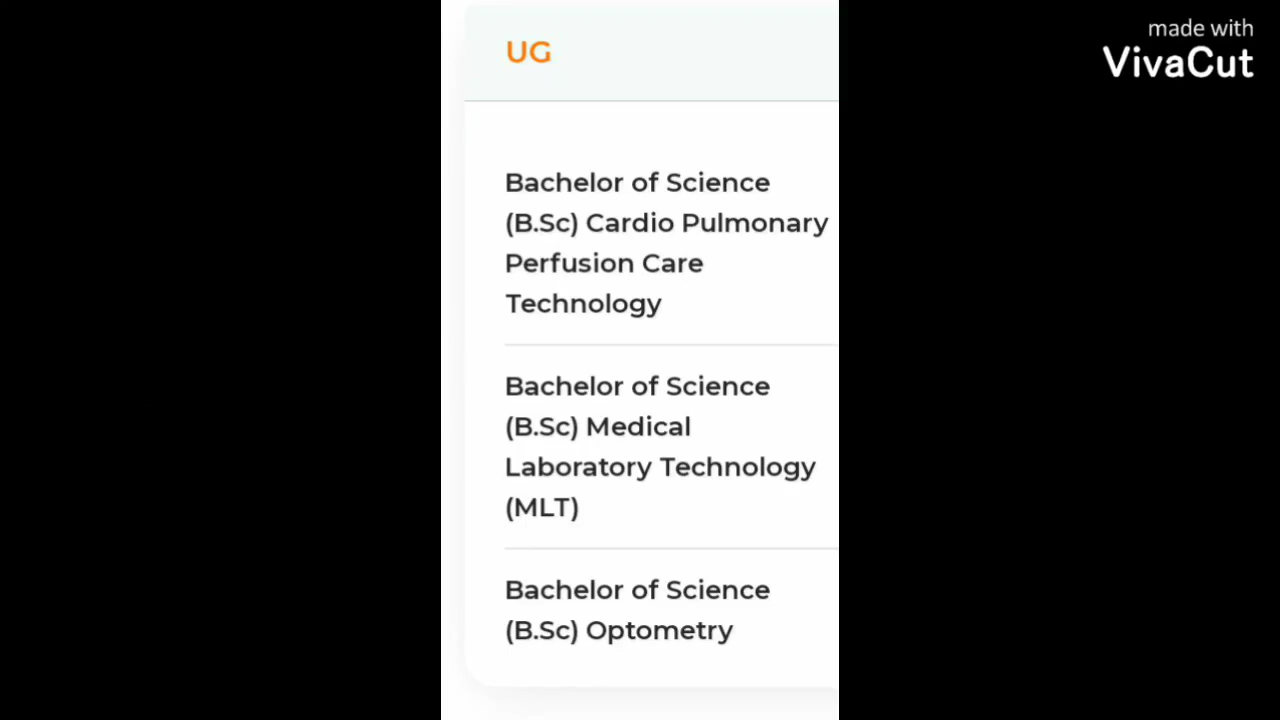 made with
VivaCut
UG
Bachelor of Science
(B.Sc) Cardio Pulmonary
Perfusion Care
Technology
Bachelor of Science
(B.Sc) Medical
Laboratory Technology
(MLT)
Bachelor of Science
(B.Sc) Optometry